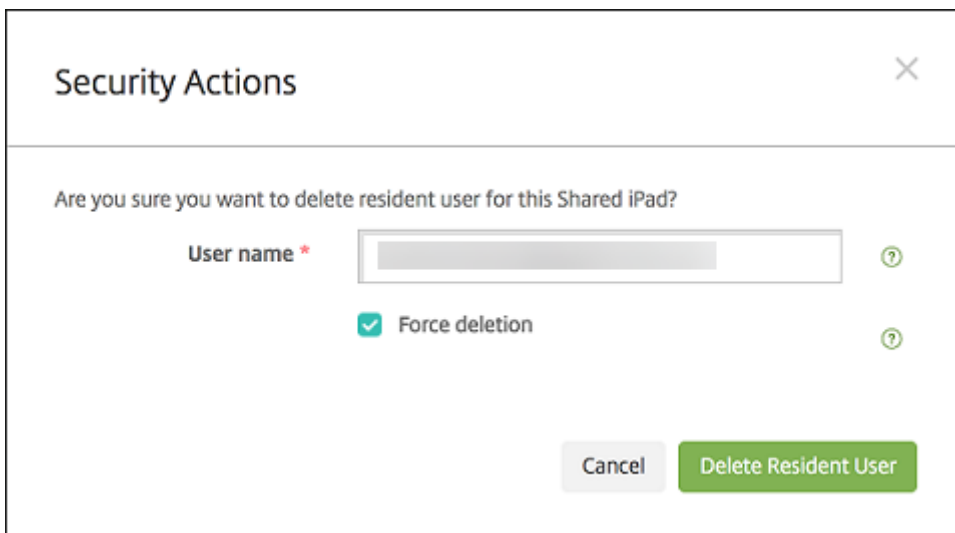 Security Actions
Are you sure you want to delete resident user for this Shared iPad?
User name *
?
Force deletion
?
Cancel
Delete Resident User